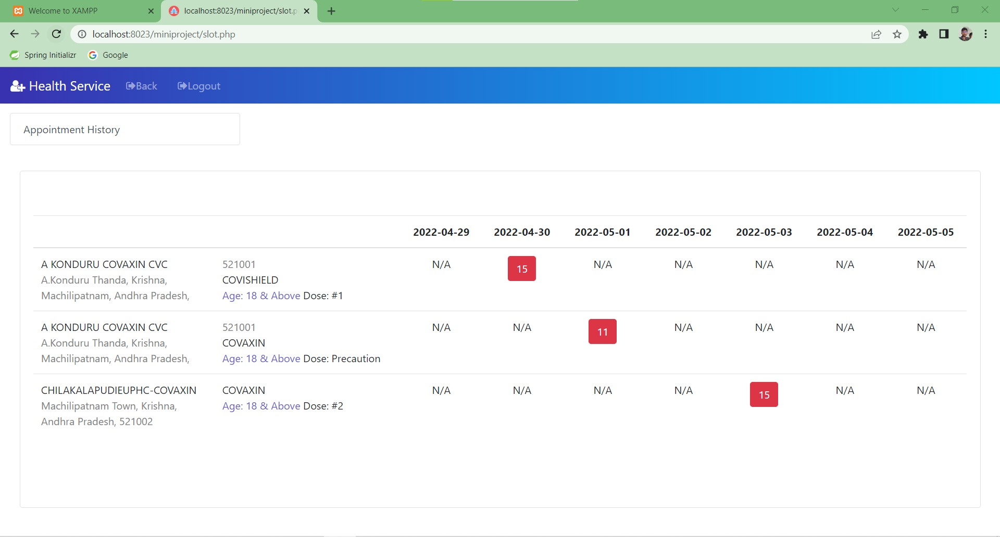 Welcome to XAMPP
localhost:8023/miniproject/slot.p
localhost:8023/miniproject/slot.php
Spring Initializr Google
Health Service Back Logout
Appointment History
2022-04-29 2022-04-30 2022-05-01 2022-05-02 2022-05-03 2022-05-04 2022-05-05
A KONDURU COVAXIN CVC 521001 N/A 15 N/A N/A N/A N/A N/A
A.Konduru Thanda, Krishna, COVISHIELD
Machilipatnam, Andhra Pradesh, Age: 18 & Above Dose: #1
A KONDURU COVAXIN CVC 521001 N/A N/A 11 N/A N/A N/A N/A
A.Konduru Thanda, Krishna, COVAXIN
Machilipatnam, Andhra Pradesh, Age: 18 & Above Dose: Precaution
CHILAKALAPUDIEUPHC-COVAXIN COVAXIN N/A N/A N/A N/A 15 N/A N/A
Machilipatnam Town, Krishna, Age: 18 & Above Dose: #2
Andhra Pradesh, 521002